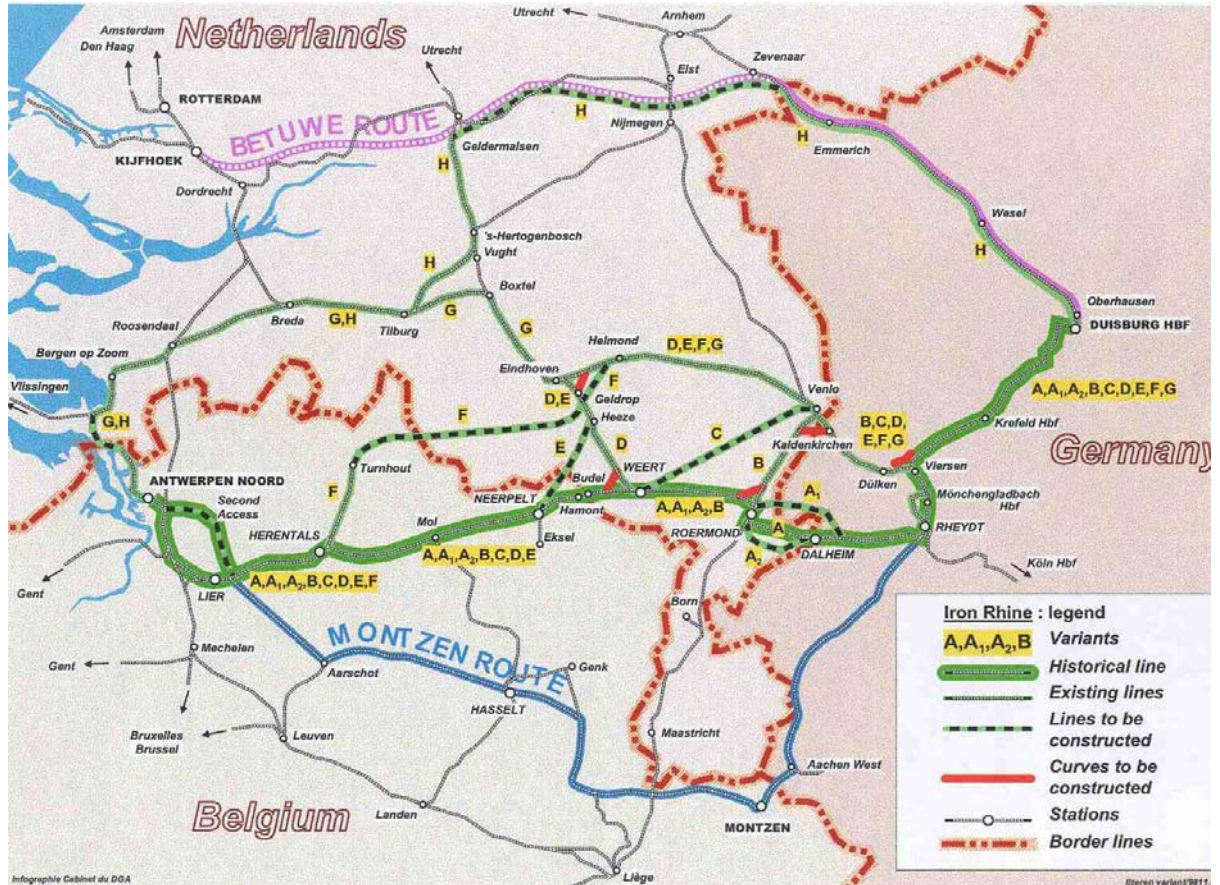 Netherlands
Amsterdam
Den Haag
ROTTERDAM
Utrecht
Utrecht
Arnhem
Zevenaar
Elst
BETUWE ROUTE
KIJFHOEK
Dordrecht
Geldermalsen
Nijmegen
H
H
H
H
Emmerich
Wesel
H
's-Hertogenbosch
Vught
H
Boxtel
G
G
Oberhausen
DUISBURG HBF
Roosendaal
Breda
G,H
Tilburg
Bergen op Zoom
Vlissingen
G,H
Helmond
D,E,F,G
Eindhoven
D,E
F
Geldrop
Heeze
Venlo
A,A1,A2,B,C,D,E,F,G
Krefeld Hbf
Kaldenkirchen
B,C,D,
E,F,G
Germany
F
Turnhout
F
E
D
C
B
WEERT
Budel
NEERPELT
Hamont
Dülken
Viersen
Mönchengladbach
Hbf
ANTWERPEN NOORD
Second
Access
HERENTALS
Mol
Eksel
A,A1,A2,B
A1
A
A2
ROERMOND
DALHEIM
RHEYDT
Köln Hbf
A,A1,A2,B,C,D,E
A,A1,A2,B,C,D,E,F
LIER
Gent
Born
Mechelen
Gent
Bruxelles
Brussel
MONTZEN ROUTE
Aarschot
HASSELT
Genk
Leuven
Maastricht
Landen
Aachen West
MONTZEN
Liège
Belgium
Iron Rhine : legend
A,A1,A2,B Variants
Historical line
Existing lines
Lines to be
constructed
Curves to be
constructed
Stations
Border lines
Infographie Cabinet du DGA